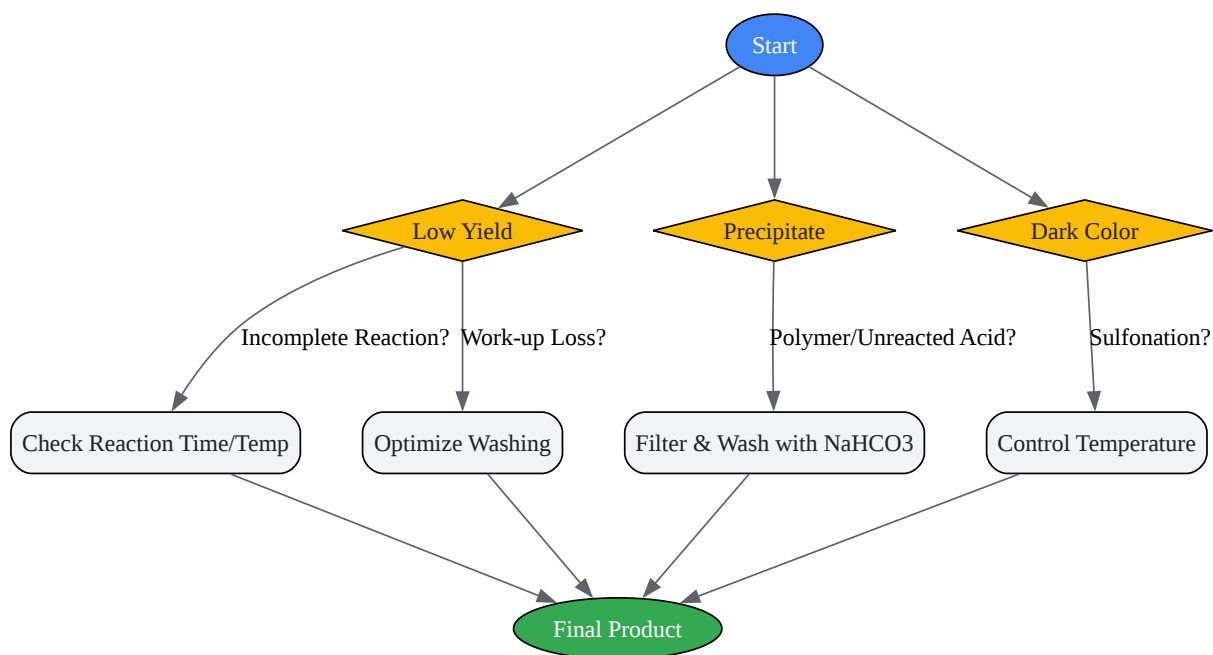 Start
Low Yield
Precipitate
Dark Color
Incomplete Reaction?
Work-up Loss?
Polymer/Unreacted Acid?
Sulfonation?
Check Reaction Time/Temp
Optimize Washing
Filter & Wash with NaHCO3
Control Temperature
Final Product